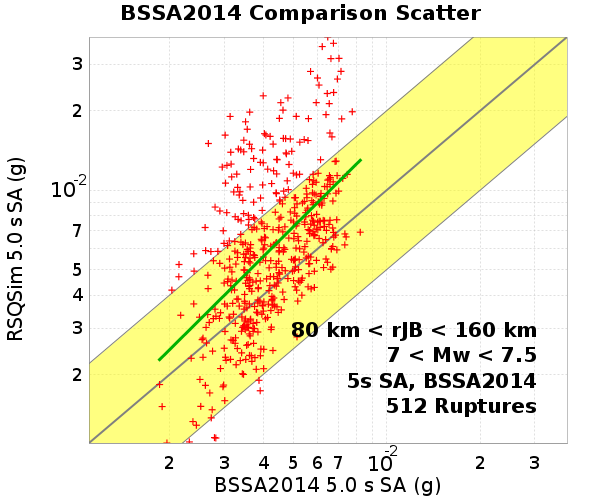 BSSA2014 Comparison Scatter
RSQSim 5.0 s SA (g)
3
2
10-2
7
5
4
3
2
80 km < rJB < 160 km
7 < Mw < 7.5
5s SA, BSSA2014
512 Ruptures
2 3 4 5 6 7 10-2 2 3
BSSA2014 5.0 s SA (g)